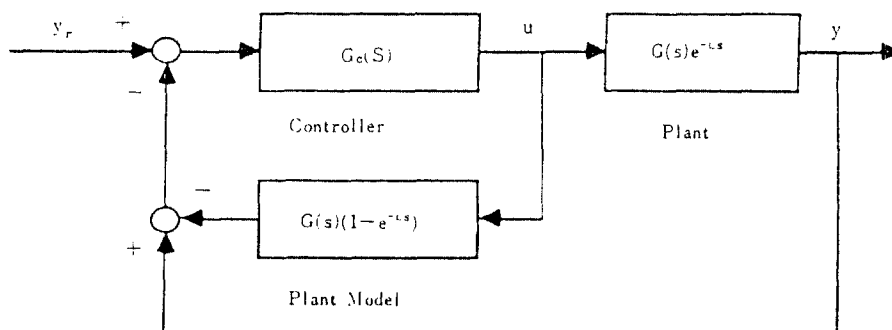 y_r
+
−
G_c(S)
Controller
u
G(s)e^{-Ls}
Plant
y
−
G(s)(1-e^{-Ls})
+
Plant Model